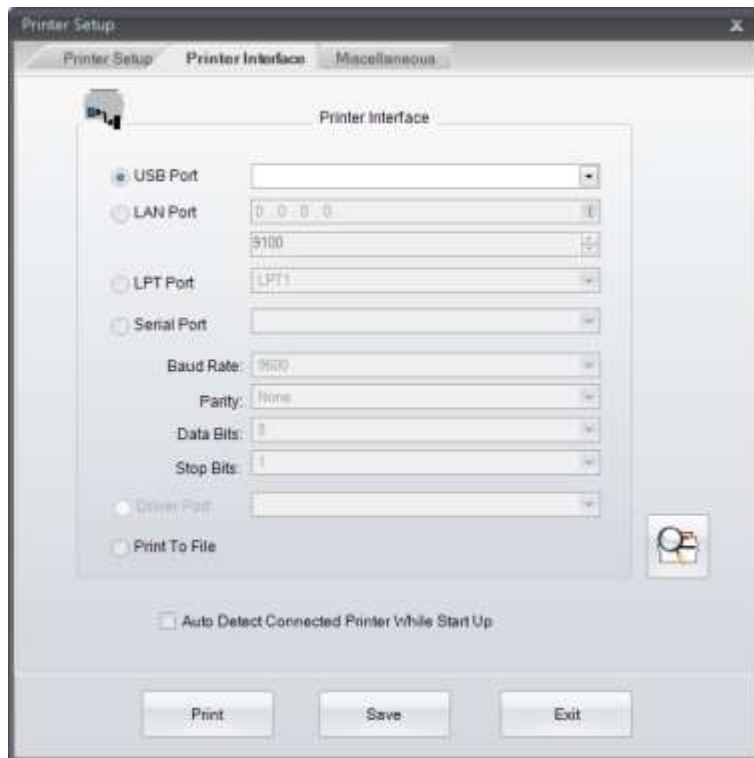 Printer Setup
Printer Setup Printer Interface Miscellaneous
Printer Interface
USB Port
LAN Port 0 . 0 . 0 . 0
9100
LPT Port LPT1
Serial Port
Baud Rate: 9600
Parity: None
Data Bits: 8
Stop Bits: 1
Driver Port
Print To File
Auto Detect Connected Printer While Start Up
Print Save Exit